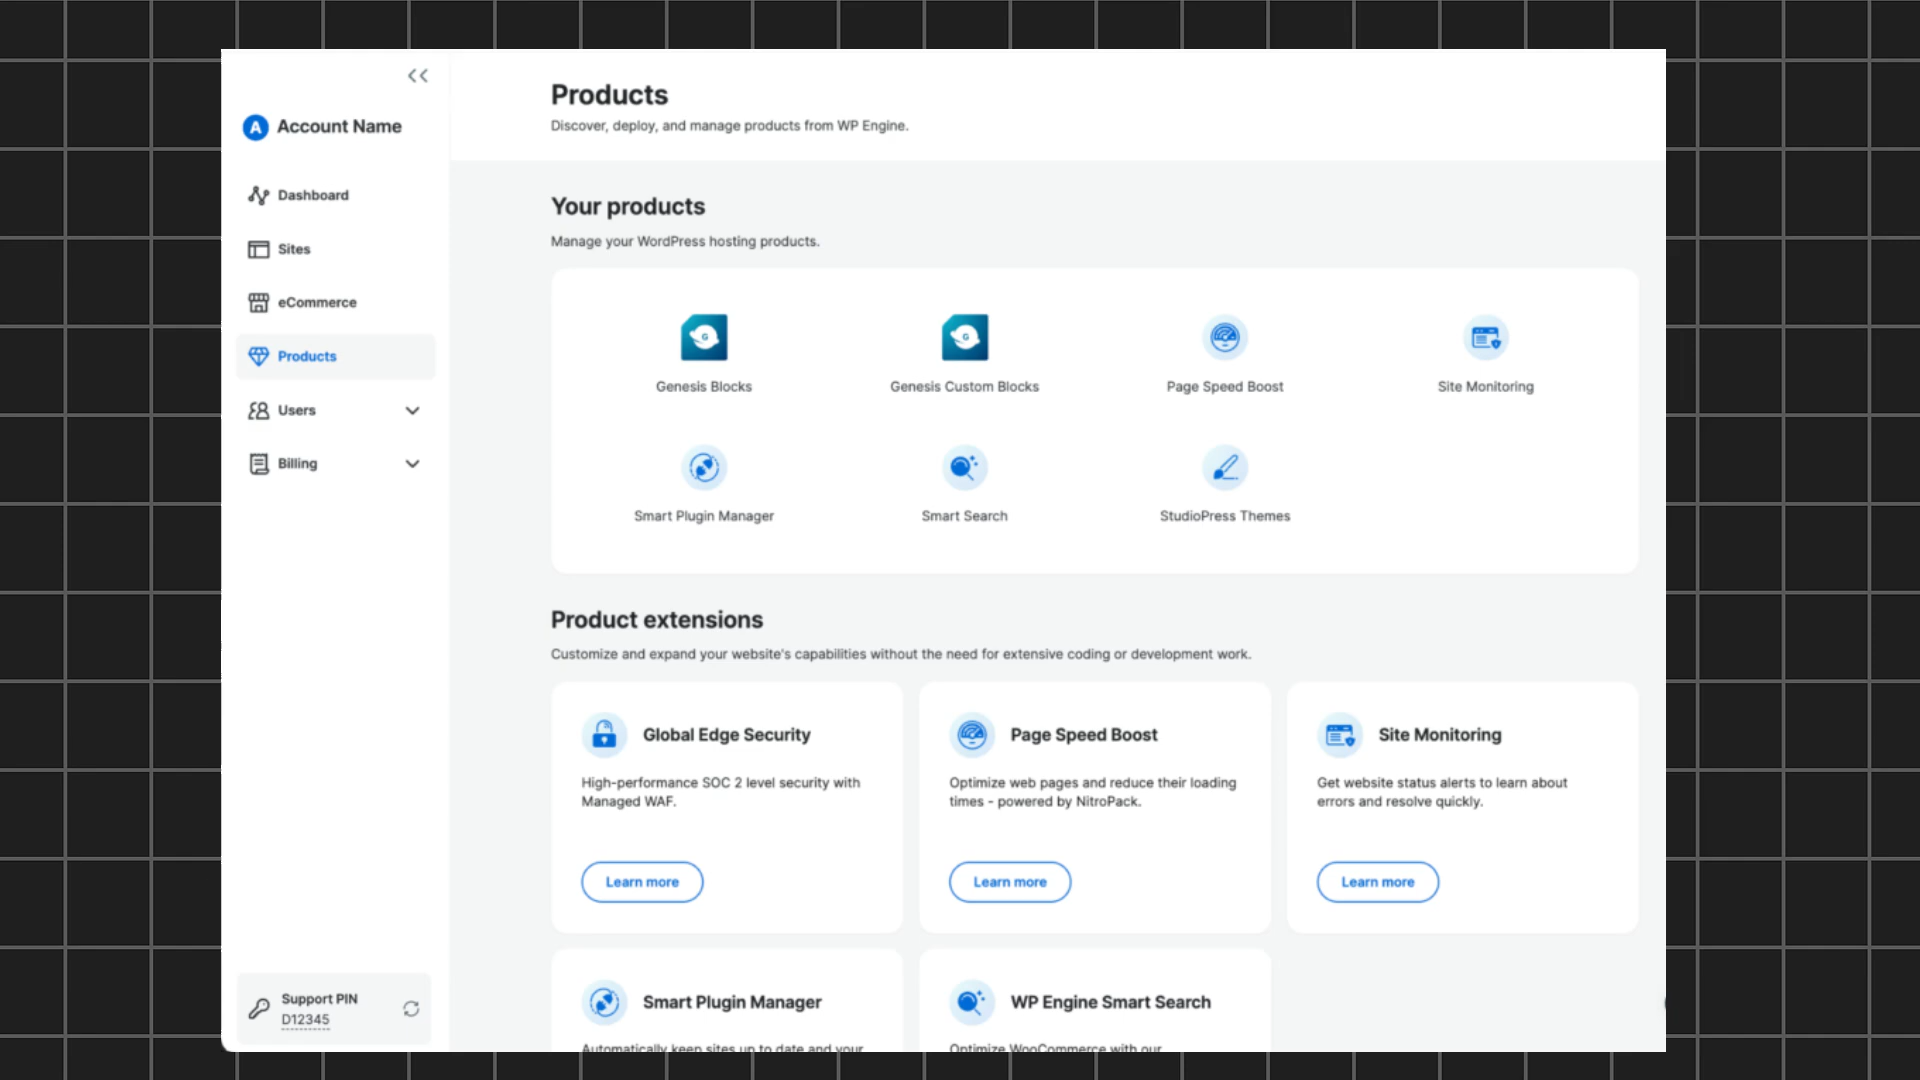 A Account Name
Dashboard
Sites
eCommerce
Products
Users
Billing
Support PIN
D12345
Products
Discover, deploy, and manage products from WP Engine.
Your products
Manage your WordPress hosting products.
G
Genesis Blocks
G
Genesis Custom Blocks
Page Speed Boost
Site Monitoring
Smart Plugin Manager
Smart Search
StudioPress Themes
Product extensions
Customize and expand your website's capabilities without the need for extensive coding or development work.
Global Edge Security
High-performance SOC 2 level security with
Managed WAF.
Learn more
Page Speed Boost
Optimize web pages and reduce their loading
times - powered by NitroPack.
Learn more
Site Monitoring
Get website status alerts to learn about
errors and resolve quickly.
Learn more
Smart Plugin Manager
Automatically keep sites up to date and your
WP Engine Smart Search
Optimize WooCommerce with our